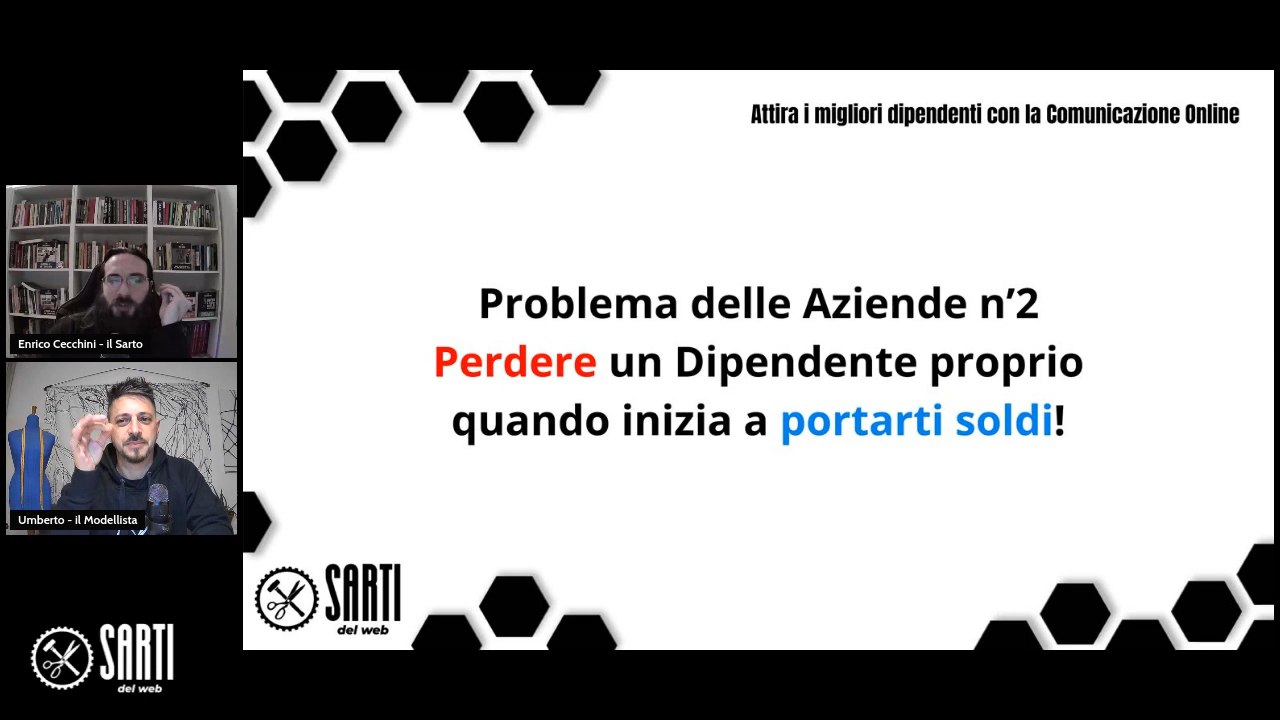 Attira i migliori dipendenti con la Comunicazione Online
Enrico Cecchini - il Sarto
Umberto - il Modellista
Problema delle Aziende n’2
Perdere un Dipendente proprio
quando inizia a portarti soldi!
SARTI
del web
SARTI
del web